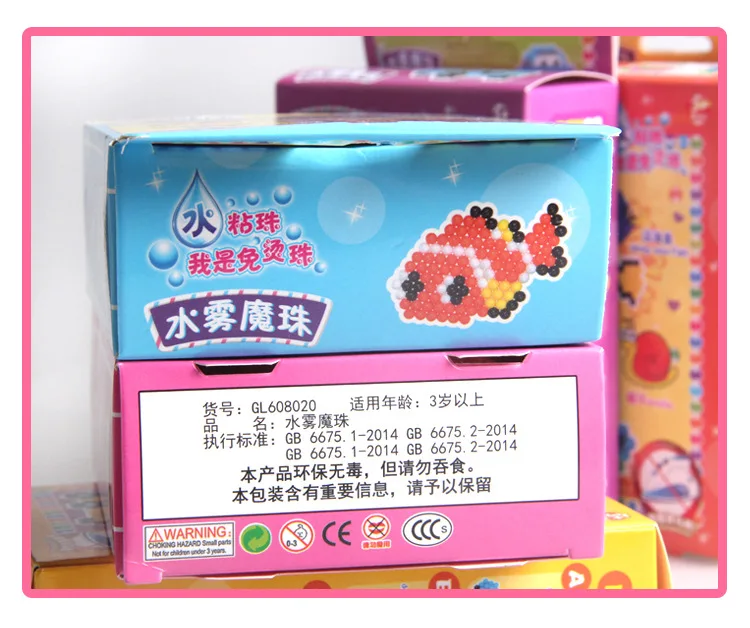 水粘珠
我是免烫珠
水雾魔珠
货号：GL608020 适用年龄：3岁以上
品 名：水雾魔珠
执行标准：GB 6675.1-2014 GB 6675.2-2014
GB 6675.1-2014 GB 6675.2-2014
本产品环保无毒，但请勿吞食。
本包装含有重要信息，请予以保留
WARNING:
CHOKING HAZARD Small parts
Not for children under 3 years.
0-3
CE
CCC S